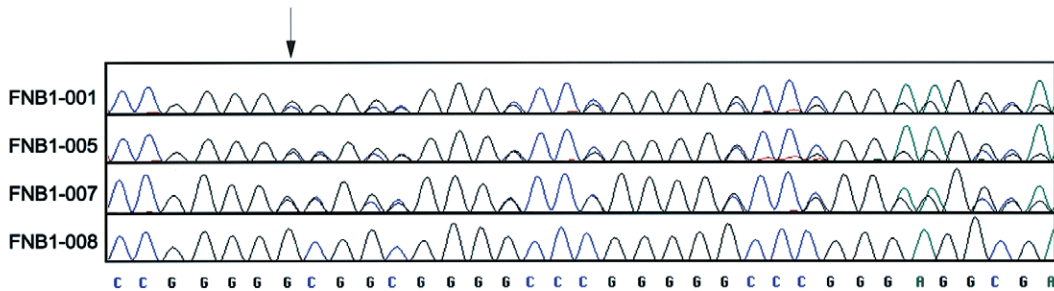 FNB1-001
FNB1-005
FNB1-007
FNB1-008
C C G G G G G C G G C G G G G C C C G G G G G C C C G G G A G G C G A